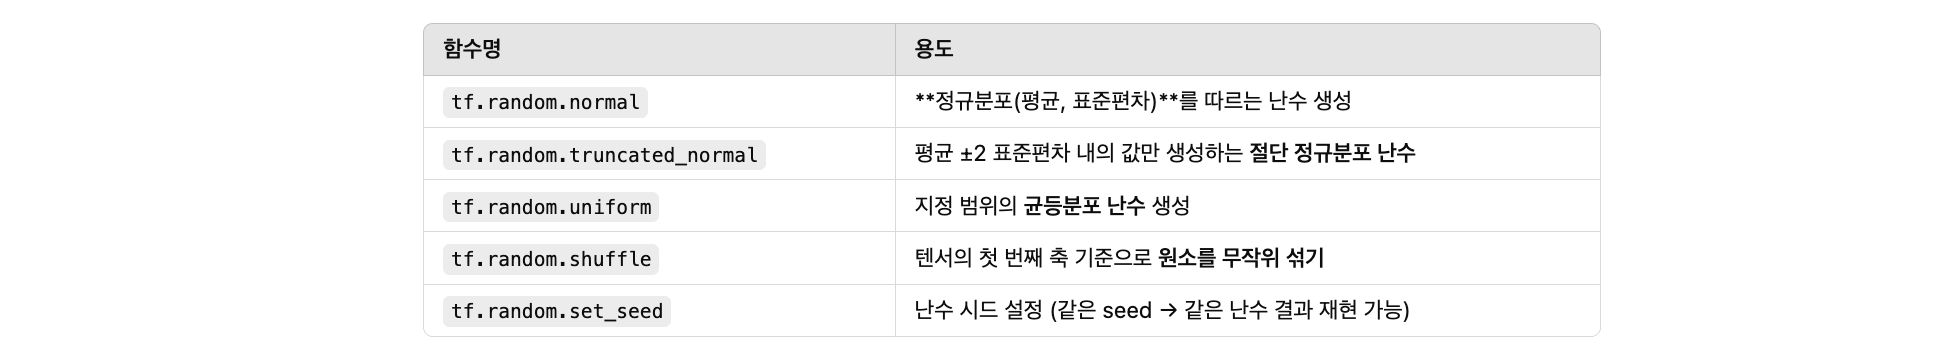 함수명 용도
tf.random.normal **정규분포(평균, 표준편차)**를 따르는 난수 생성
tf.random.truncated_normal 평균 ±2 표준편차 내의 값만 생성하는 절단 정규분포 난수
tf.random.uniform 지정 범위의 균등분포 난수 생성
tf.random.shuffle 텐서의 첫 번째 축 기준으로 원소를 무작위 섞기
tf.random.set_seed 난수 시드 설정 (같은 seed → 같은 난수 결과 재현 가능)